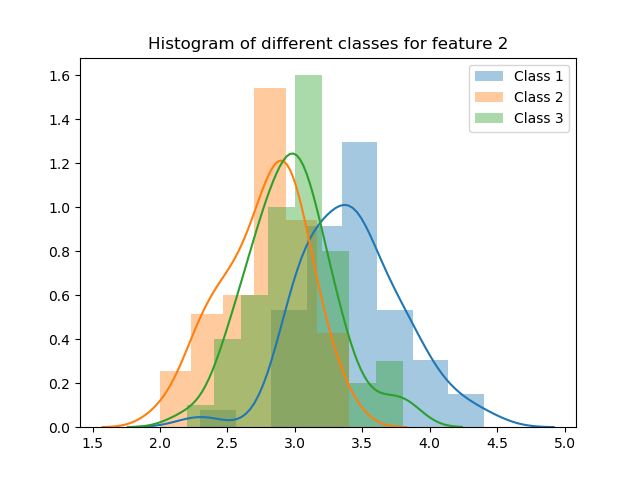 Histogram of different classes for feature 2
Class 1
Class 2
Class 3
1.6
1.4
1.2
1.0
0.8
0.6
0.4
0.2
0.0
1.5 2.0 2.5 3.0 3.5 4.0 4.5 5.0